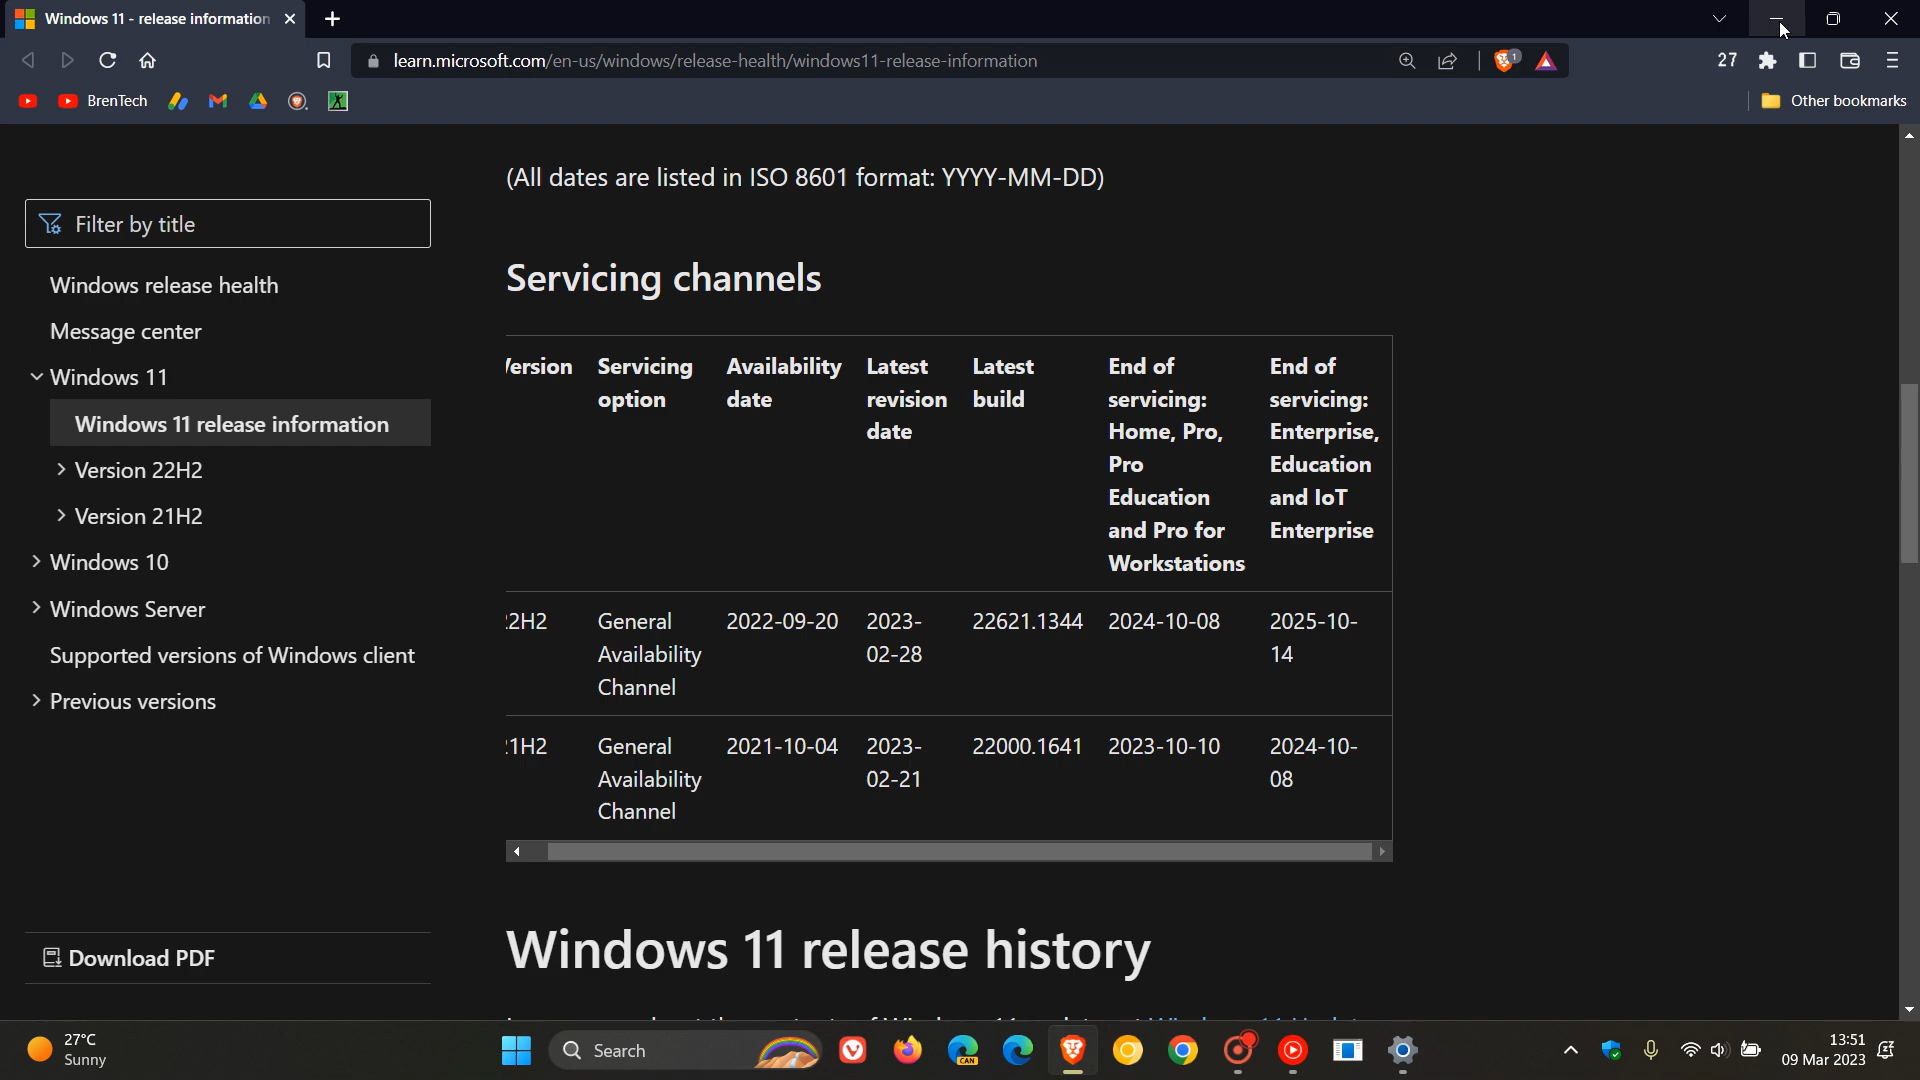 Windows 11 - release information
learn.microsoft.com/en-us/windows/release-health/windows11-release-information
27
BrenTech
Other bookmarks
Filter by title
Windows release health
Message center
Windows 11
Windows 11 release information
Version 22H2
Version 21H2
Windows 10
Windows Server
Supported versions of Windows client
Previous versions
Download PDF
(All dates are listed in ISO 8601 format: YYYY-MM-DD)
Servicing channels
Version Servicing Availability Latest Latest End of End of
option date revision build servicing: servicing:
date Home, Pro, Enterprise,
Pro Education
Education and IoT
and Pro for Enterprise
Workstations
22H2 General 2022-09-20 2023- 22621.1344 2024-10-08 2025-10-
Availability 02-28 14
Channel
21H2 General 2021-10-04 2023- 22000.1641 2023-10-10 2024-10-
Availability 02-21 08
Channel
Windows 11 release history
27°C
Sunny
Search
CAN
13:51
09 Mar 2023